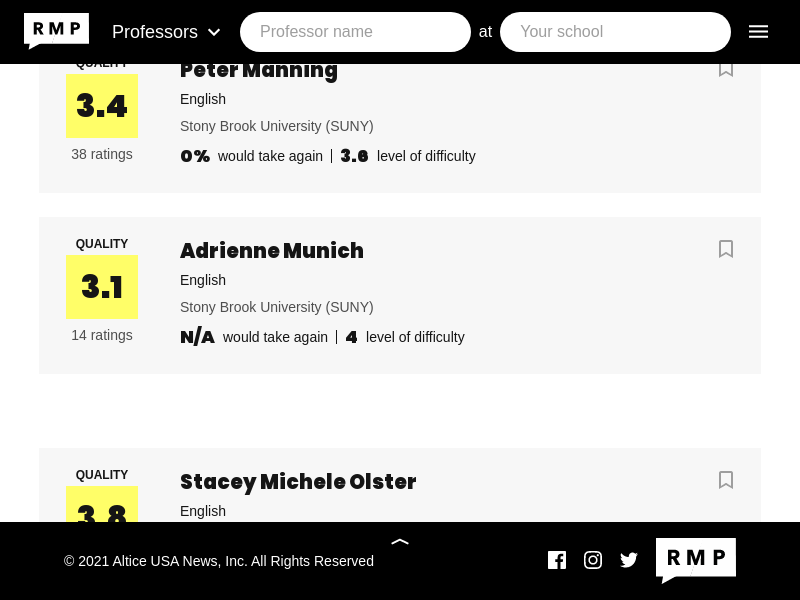 RMP Professors Professor name at Your school
QUALITY
Peter Manning
3.4
English
Stony Brook University (SUNY)
38 ratings
0% would take again | 3.6 level of difficulty
QUALITY
Adrienne Munich
3.1
English
Stony Brook University (SUNY)
14 ratings
N/A would take again | 4 level of difficulty
QUALITY
Stacey Michele Olster
3.8
English
© 2021 Altice USA News, Inc. All Rights Reserved
RMP